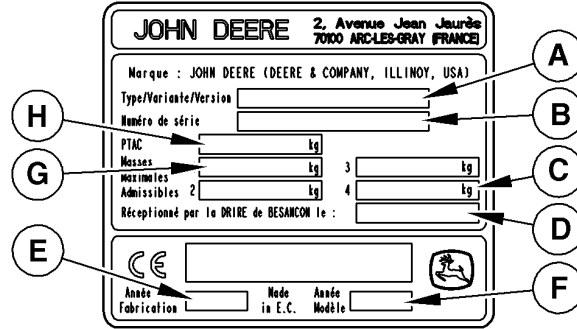 JOHN DEERE
2, Avenue Jean Jaurès
70100 ARC-LES-GRAY (FRANCE)
Marque : JOHN DEERE (DEERE & COMPANY, ILLINOY, USA)
Type/Variante/Version
Numéro de série
PTAC kg
Masses kg 3 kg
Maximales
Admissibles 2 kg 4 kg
Réceptionné par la DRIRE de BESANCON le :
CE
Année Made Année
Fabrication in E.C. Modèle
A
B
C
D
E
F
G
H